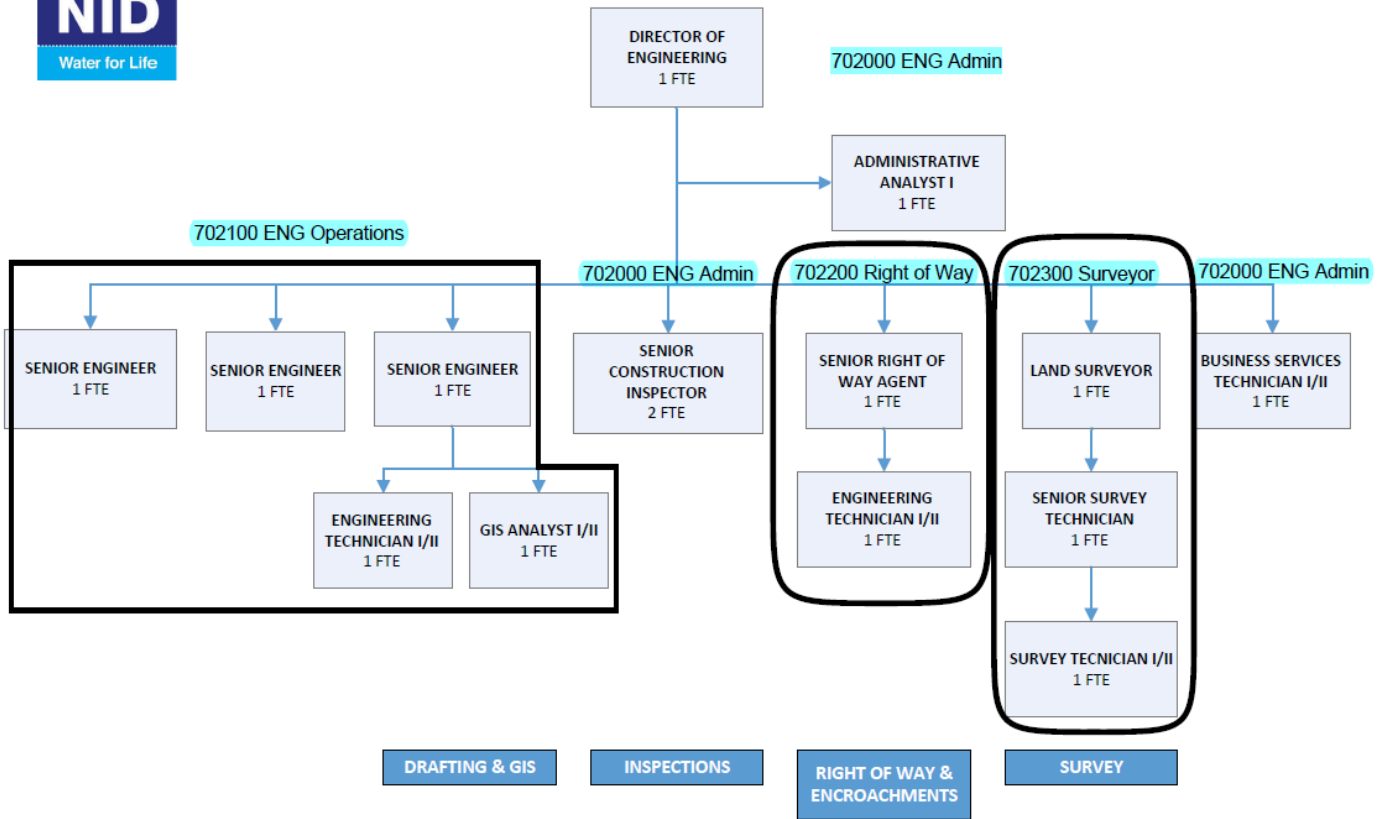 NID
Water for Life
DIRECTOR OF
ENGINEERING
1 FTE
702000 ENG Admin
ADMINISTRATIVE
ANALYST I
1 FTE
702100 ENG Operations
702000 ENG Admin
702200 Right of Way
702300 Surveyor
702000 ENG Admin
SENIOR ENGINEER
1 FTE
SENIOR ENGINEER
1 FTE
SENIOR ENGINEER
1 FTE
SENIOR
CONSTRUCTION
INSPECTOR
2 FTE
SENIOR RIGHT OF
WAY AGENT
1 FTE
LAND SURVEYOR
1 FTE
BUSINESS SERVICES
TECHNICIAN I/II
1 FTE
ENGINEERING
TECHNICIAN I/II
1 FTE
GIS ANALYST I/II
1 FTE
ENGINEERING
TECHNICIAN I/II
1 FTE
SENIOR SURVEY
TECHNICIAN
1 FTE
SURVEY TECNICIAN I/II
1 FTE
DRAFTING & GIS
INSPECTIONS
RIGHT OF WAY &
ENCROACHMENTS
SURVEY